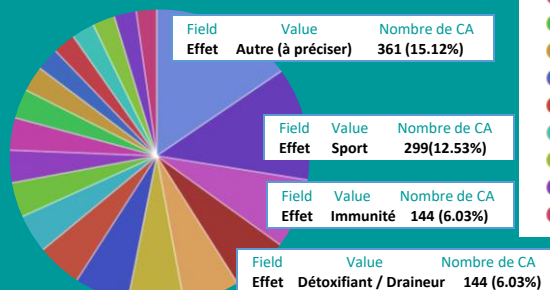 Field Value Nombre de CA
Effet Autre (à préciser) 361 (15.12%)
Field Value Nombre de CA
Effet Sport 299(12.53%)
Field Value Nombre de CA
Effet Immunité 144 (6.03%)
Field Value Nombre de CA
Effet Détoxifiant / Draineur 144 (6.03%)